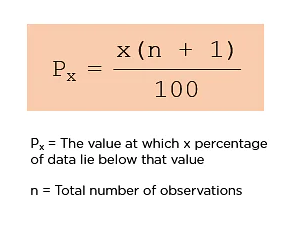 Pₓ = x(n + 1) / 100
Pₓ = The value at which x percentage
of data lie below that value
n = Total number of observations